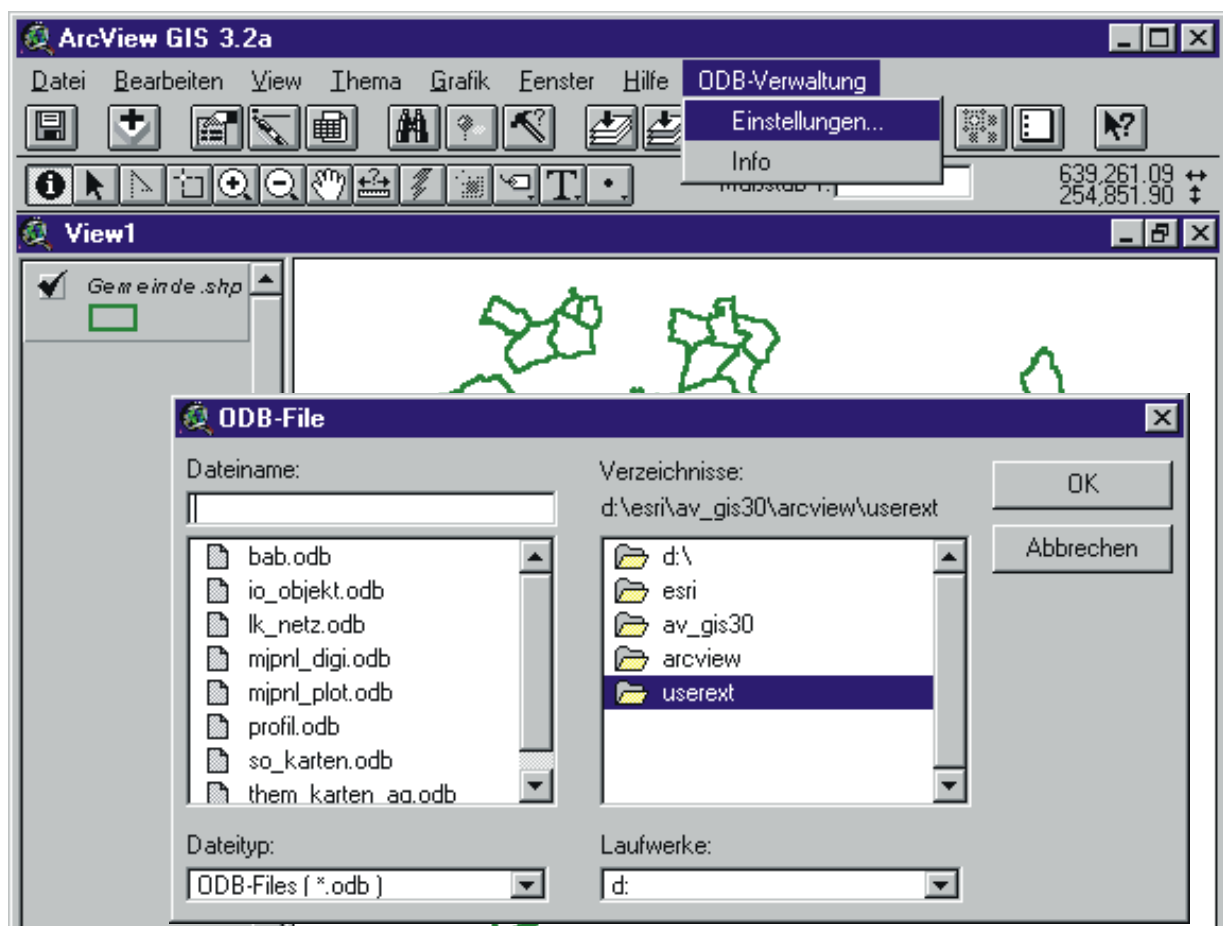 ArcView GIS 3.2a
Datei Bearbeiten View Thema Grafik Fenster Hilfe ODB-Verwaltung
Einstellungen...
Info
Maßstab 1:
639,261.09
254,851.90
View1
Gemeinde.shp
ODB-File
Dateiname:
Verzeichnisse:
d:\esri\av_gis30\arcview\userext
OK
Abbrechen
bab.odb
io_objekt.odb
lk_netz.odb
mjpnl_digi.odb
mjpnl_plot.odb
profil.odb
so_karten.odb
them_karten_ag.odb
d:\
esri
av_gis30
arcview
userext
Dateityp:
ODB-Files ( *.odb )
Laufwerke:
d: